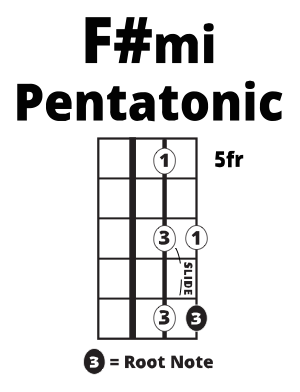 F#mi
Pentatonic
1 5fr
3 1
SLIDE
3 3
3 = Root Note